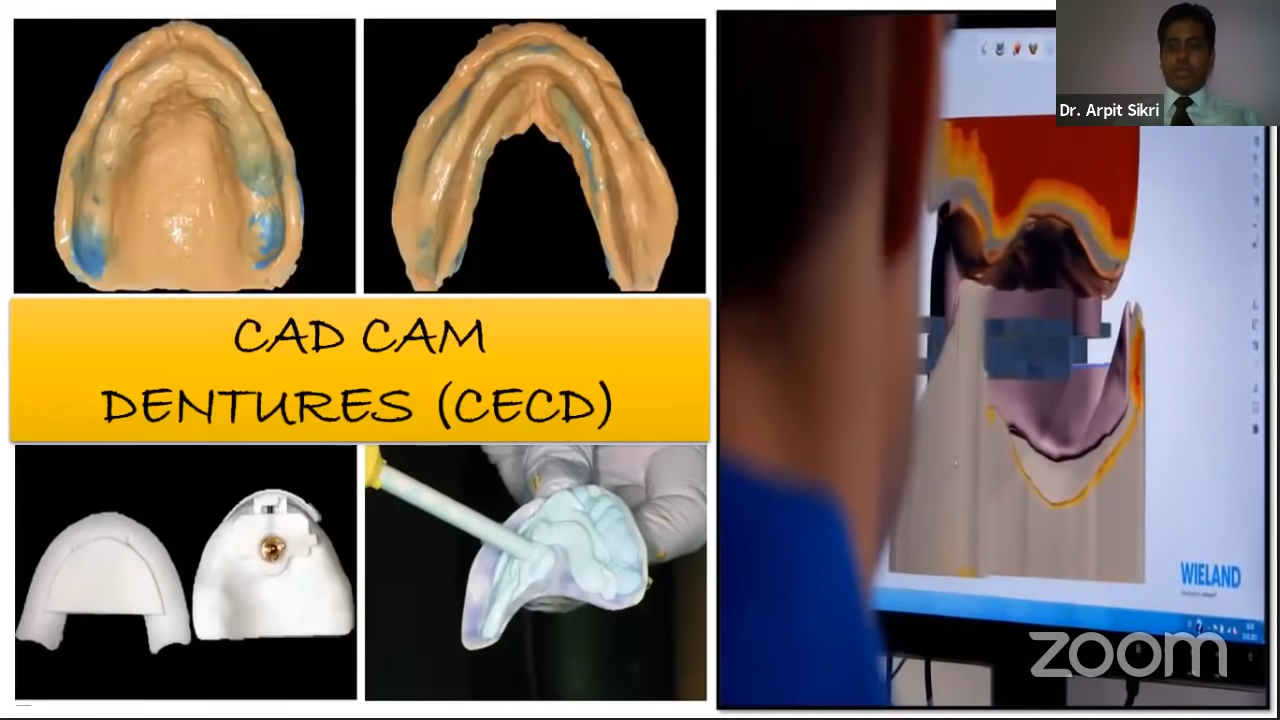 Dr. Arpit Sikri
CAD CAM
DENTURES (CECD)
WIELAND
zoom